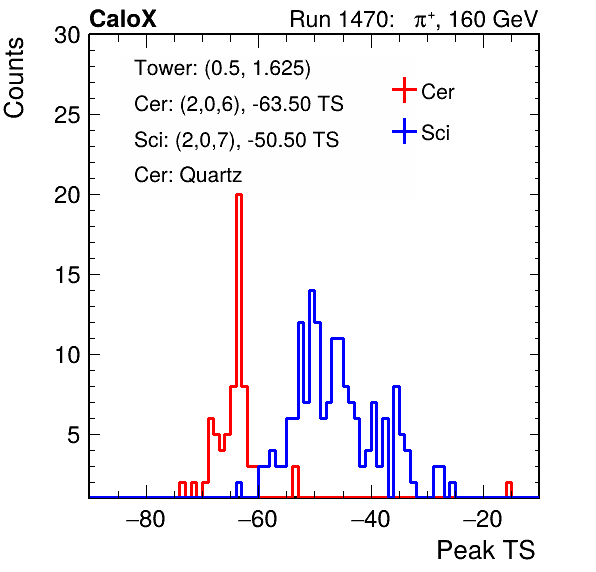 CaloX Run 1470: π⁺, 160 GeV
Counts
30
25
20
15
10
5
Tower: (0.5, 1.625)
Cer: (2,0,6), -63.50 TS
Sci: (2,0,7), -50.50 TS
Cer: Quartz
Cer
Sci
−80 −60 −40 −20
Peak TS